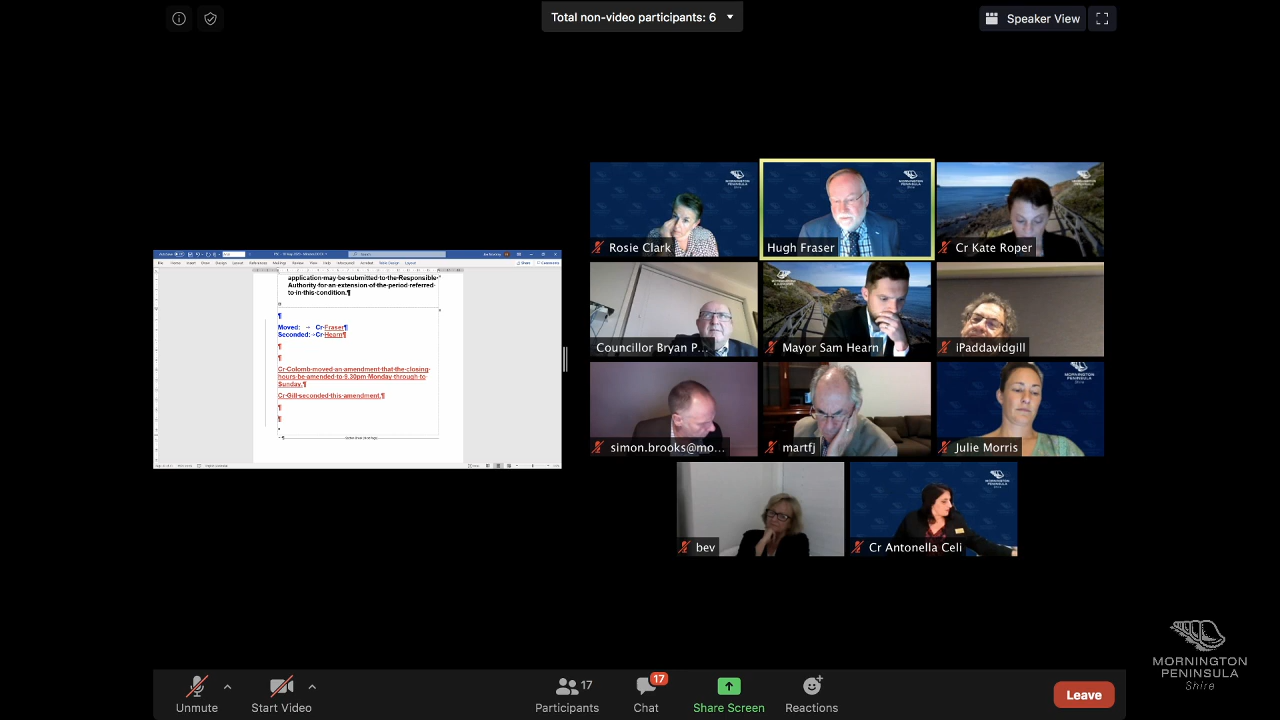 Total non-video participants: 6
Speaker View
application·may·be·submitted·to·the·Responsible·
Authority·for·an·extension·of·the·period·referred·
to·in·this·condition.¶
Moved: → Cr·Fraser¶
Seconded:→Cr·Hearn¶
Cr·Colomb·moved·an·amendment·that·the·closing·
hours·be·amended·to·9.30pm·Monday·through·to·
Sunday.¶
Cr·Gill·seconded·this·amendment.¶
MORNINGTON
PENINSULA
Shire
Rosie Clark
Hugh Fraser
Cr Kate Roper
Councillor Bryan P...
Mayor Sam Hearn
iPaddavidgill
simon.brooks@mo...
martfj
Julie Morris
bev
Cr Antonella Celi
MORNINGTON
PENINSULA
Shire
Unmute
Start Video
17
Participants
17
Chat
Share Screen
Reactions
Leave